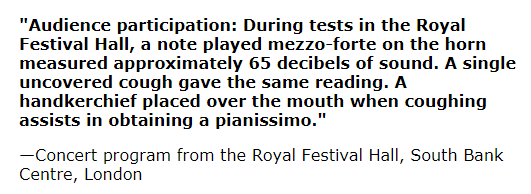 "Audience participation: During tests in the Royal
Festival Hall, a note played mezzo-forte on the horn
measured approximately 65 decibels of sound. A single
uncovered cough gave the same reading. A
handkerchief placed over the mouth when coughing
assists in obtaining a pianissimo."
—Concert program from the Royal Festival Hall, South Bank
Centre, London